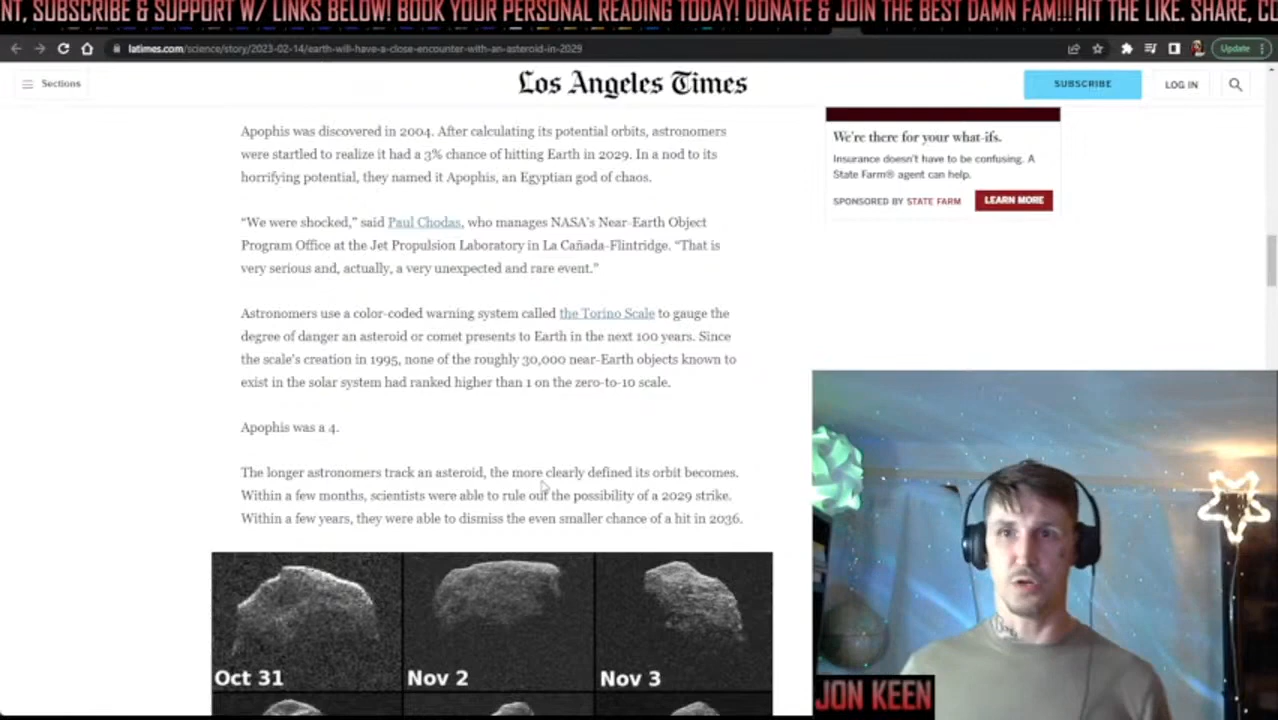 NT, SUBSCRIBE & SUPPORT W/ LINKS BELOW! BOOK YOUR PERSONAL READING TODAY! DONATE & JOIN THE BEST DAMN FAM!!! HIT THE LIKE. SHARE, CO
latimes.com/science/story/2023-02-14/earth-will-have-a-close-encounter-with-an-asteroid-in-2029
Update
Sections
Los Angeles Times
SUBSCRIBE
LOG IN
Apophis was discovered in 2004. After calculating its potential orbits, astronomers
were startled to realize it had a 3% chance of hitting Earth in 2029. In a nod to its
horrifying potential, they named it Apophis, an Egyptian god of chaos.
“We were shocked,” said Paul Chodas, who manages NASA’s Near-Earth Object
Program Office at the Jet Propulsion Laboratory in La Cañada-Flintridge. “That is
very serious and, actually, a very unexpected and rare event.”
Astronomers use a color-coded warning system called the Torino Scale to gauge the
degree of danger an asteroid or comet presents to Earth in the next 100 years. Since
the scale’s creation in 1995, none of the roughly 30,000 near-Earth objects known to
exist in the solar system had ranked higher than 1 on the zero-to-10 scale.
Apophis was a 4.
The longer astronomers track an asteroid, the more clearly defined its orbit becomes.
Within a few months, scientists were able to rule out the possibility of a 2029 strike.
Within a few years, they were able to dismiss the even smaller chance of a hit in 2036.
Oct 31
Nov 2
Nov 3
We're there for your what-ifs.
Insurance doesn't have to be confusing. A
State Farm® agent can help.
SPONSORED BY STATE FARM
LEARN MORE
JON KEEN